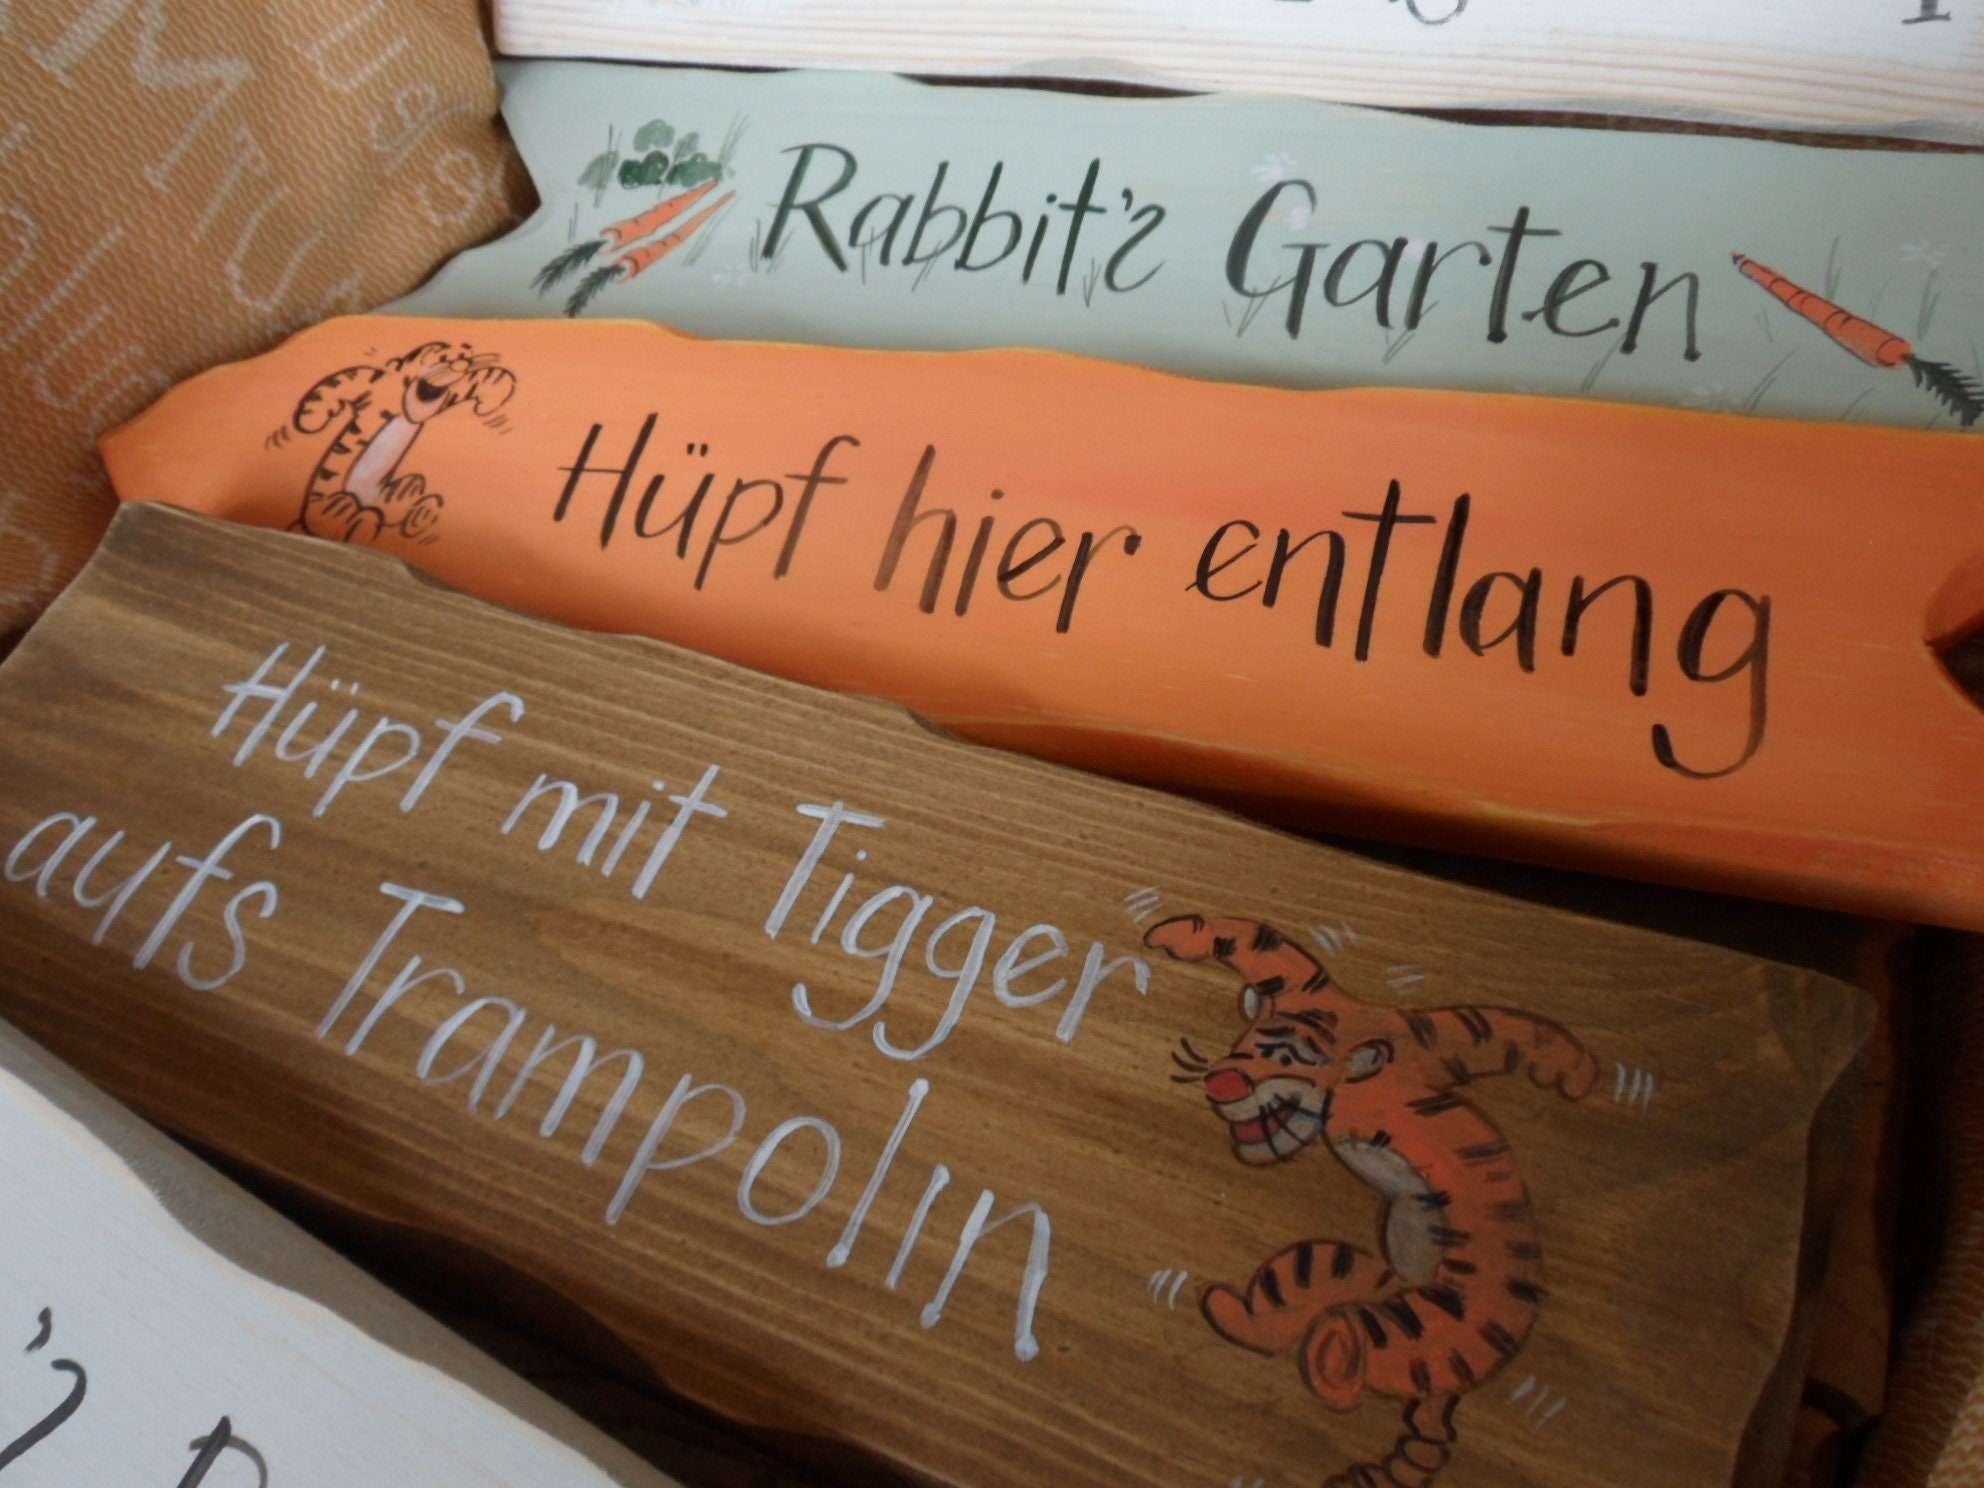 Rabbit's Garten
Hüpf hier entlang
Hüpf mit Tigger
aufs Trampolin